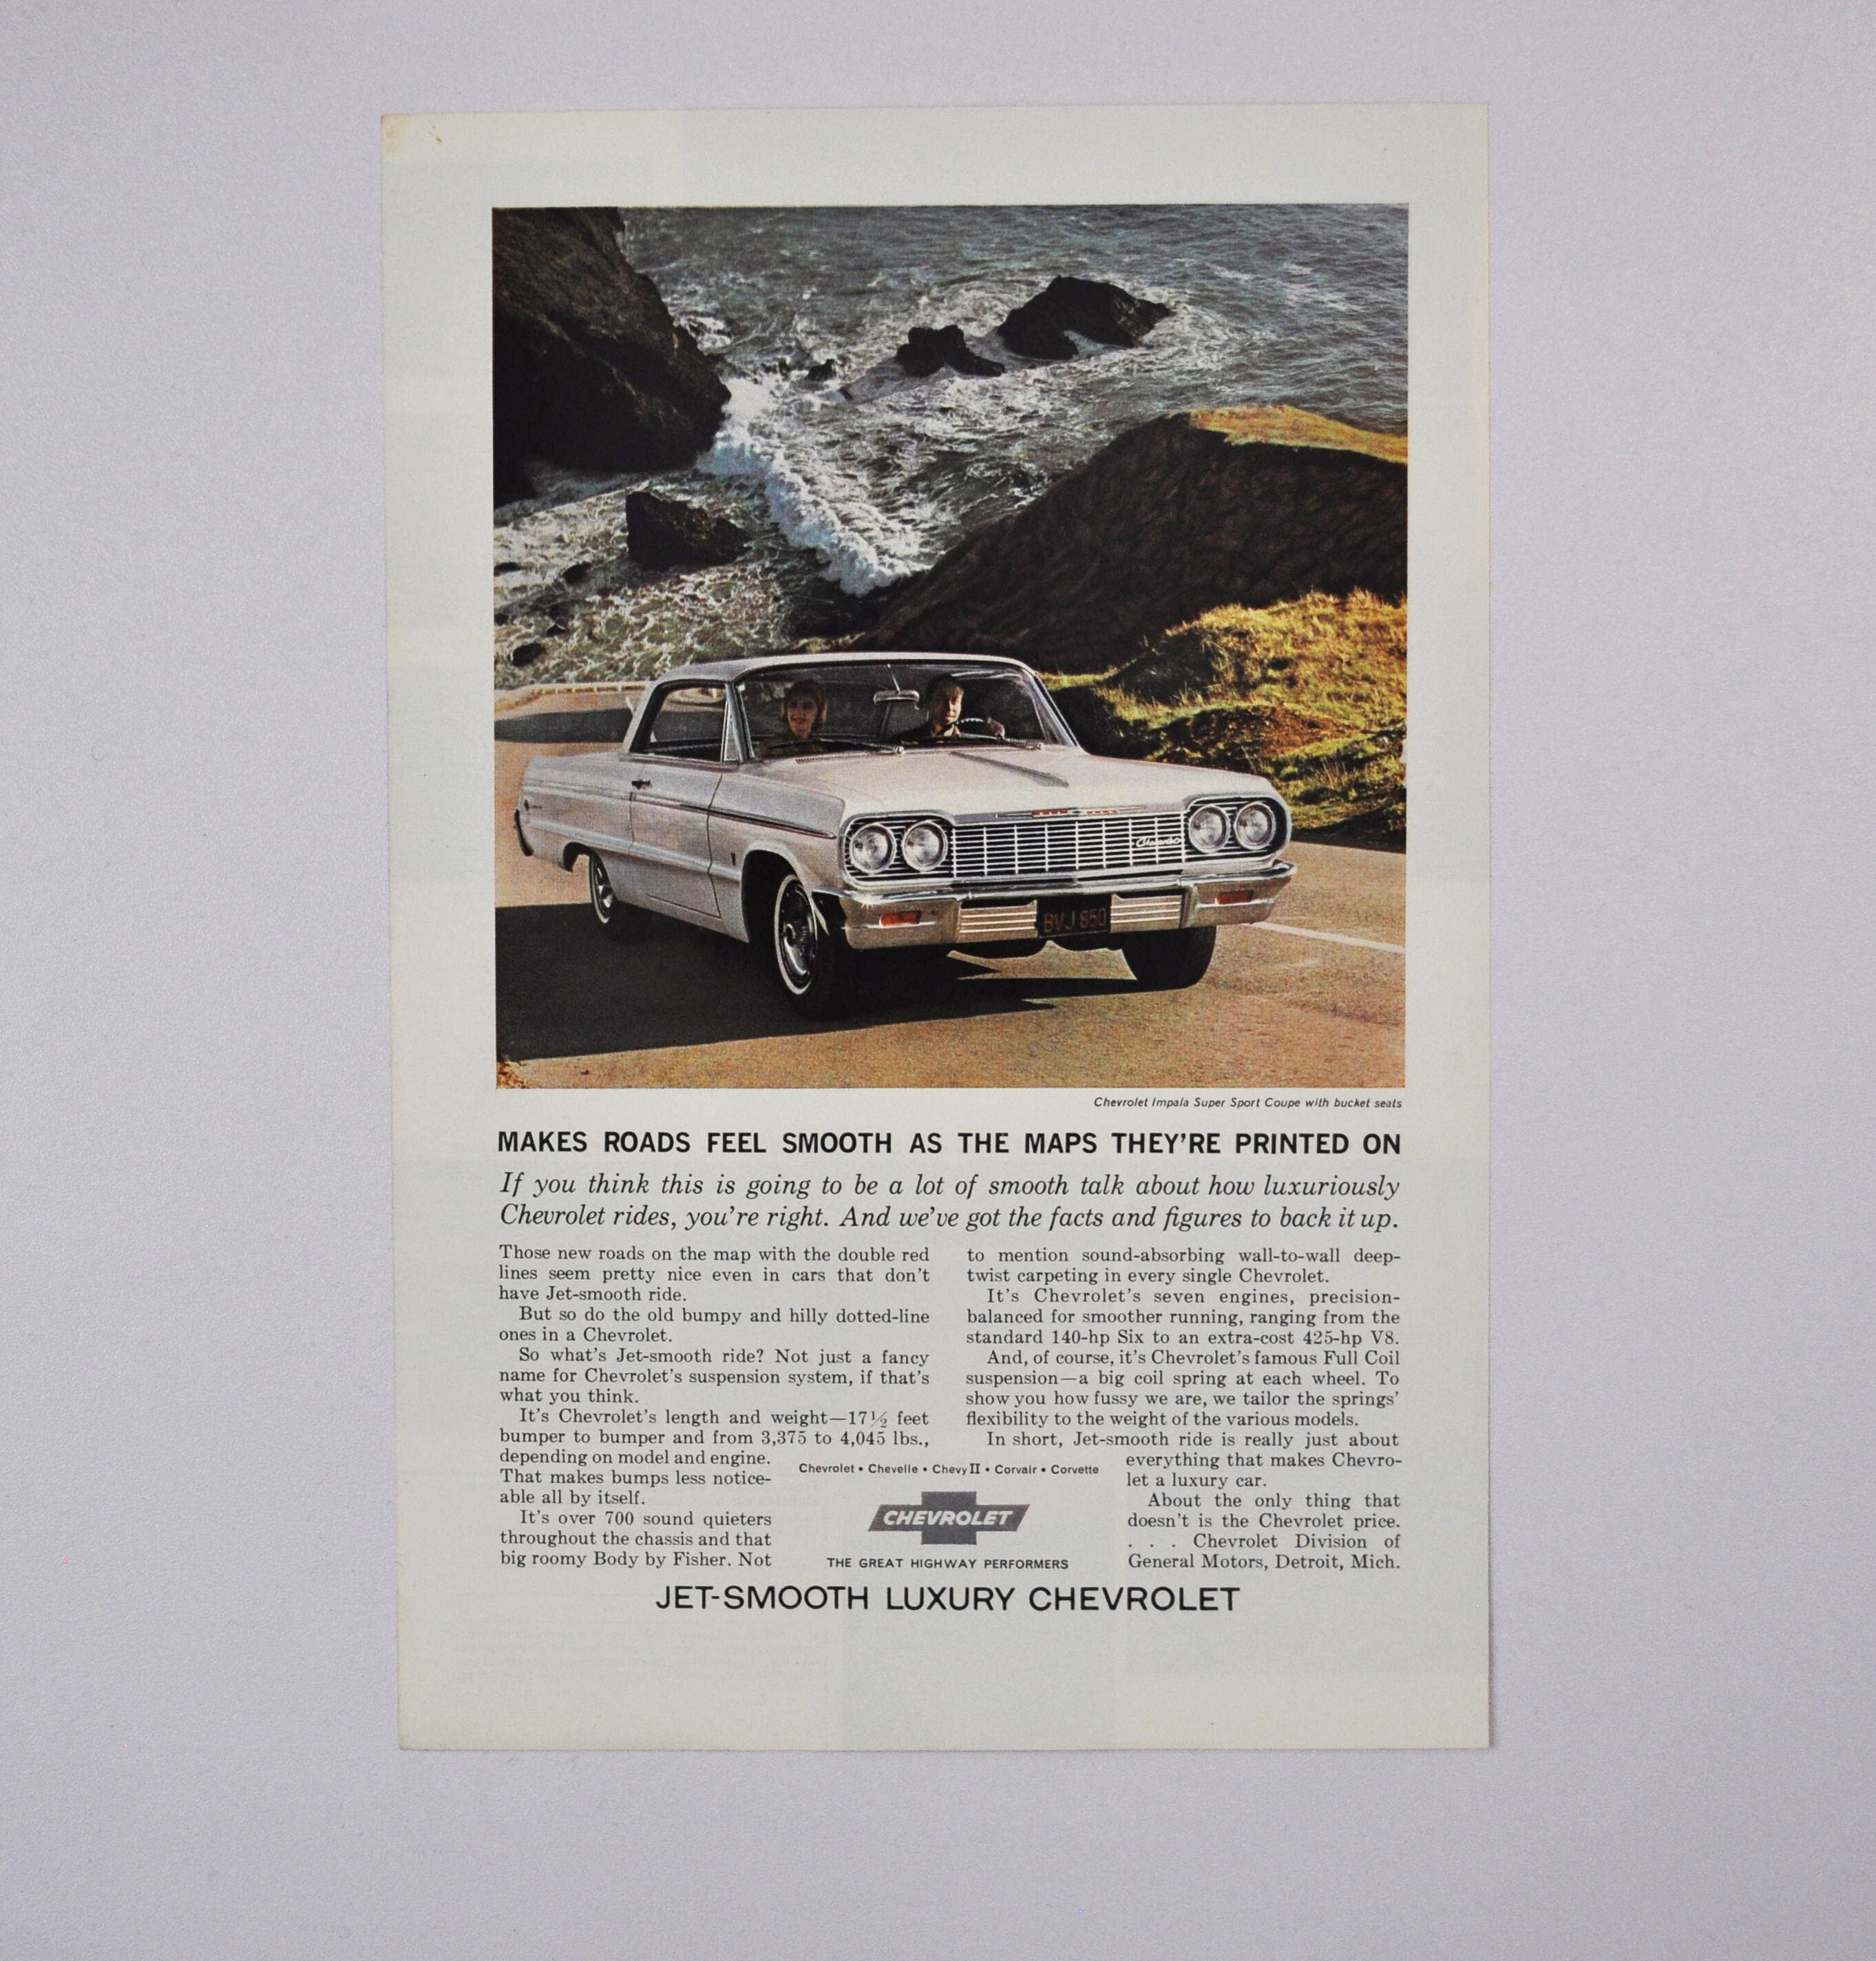 Chevrolet
BVJ 850
Chevrolet Impala Super Sport Coupe with bucket seats
MAKES ROADS FEEL SMOOTH AS THE MAPS THEY'RE PRINTED ON
If you think this is going to be a lot of smooth talk about how luxuriously
Chevrolet rides, you're right. And we've got the facts and figures to back it up.
Those new roads on the map with the double red
lines seem pretty nice even in cars that don't
have Jet-smooth ride.
But so do the old bumpy and hilly dotted-line
ones in a Chevrolet.
So what's Jet-smooth ride? Not just a fancy
name for Chevrolet's suspension system, if that's
what you think.
It's Chevrolet's length and weight—17½ feet
bumper to bumper and from 3,375 to 4,045 lbs.,
depending on model and engine.
That makes bumps less notice-
able all by itself.
It's over 700 sound quieters
throughout the chassis and that
big roomy Body by Fisher. Not
to mention sound-absorbing wall-to-wall deep-
twist carpeting in every single Chevrolet.
It's Chevrolet's seven engines, precision-
balanced for smoother running, ranging from the
standard 140-hp Six to an extra-cost 425-hp V8.
And, of course, it's Chevrolet's famous Full Coil
suspension—a big coil spring at each wheel. To
show you how fussy we are, we tailor the springs'
flexibility to the weight of the various models.
In short, Jet-smooth ride is really just about
everything that makes Chevro-
let a luxury car.
About the only thing that
doesn't is the Chevrolet price.
. . . Chevrolet Division of
General Motors, Detroit, Mich.
Chevrolet • Chevelle • Chevy II • Corvair • Corvette
CHEVROLET
THE GREAT HIGHWAY PERFORMERS
JET-SMOOTH LUXURY CHEVROLET